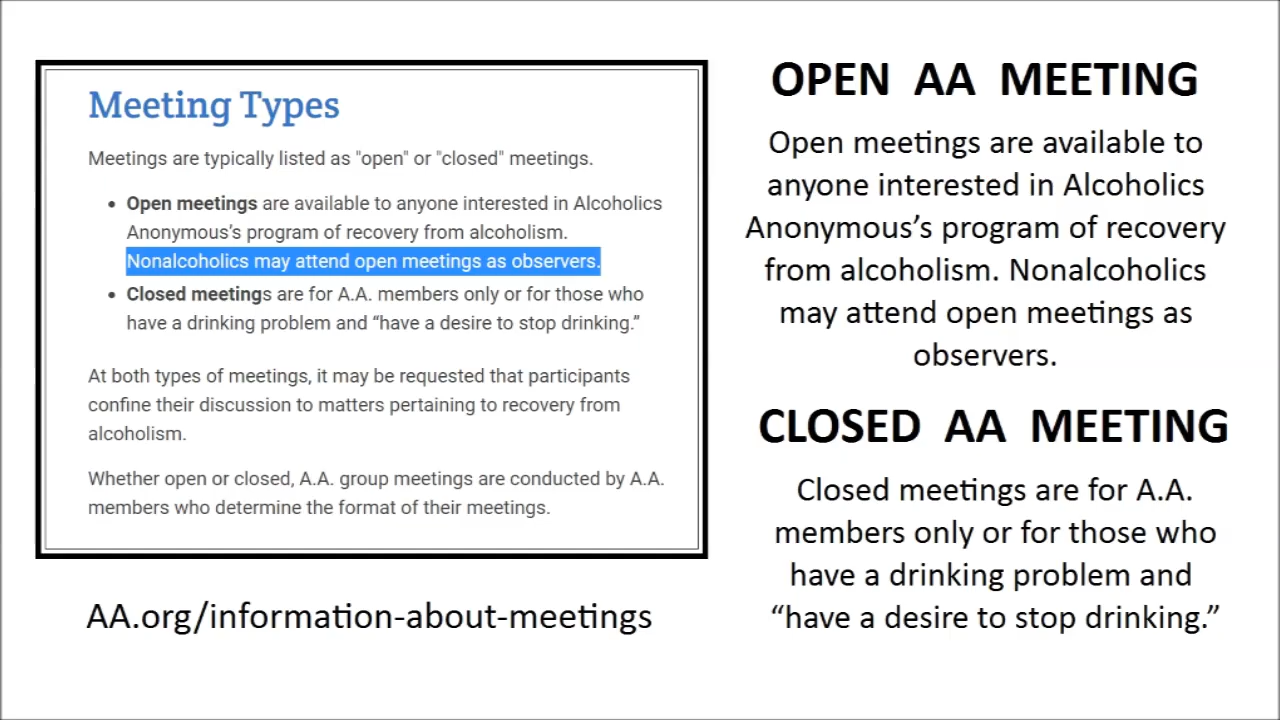 Meeting Types
Meetings are typically listed as "open" or "closed" meetings.
• Open meetings are available to anyone interested in Alcoholics
Anonymous's program of recovery from alcoholism.
Nonalcoholics may attend open meetings as observers.
• Closed meetings are for A.A. members only or for those who
have a drinking problem and “have a desire to stop drinking.”
At both types of meetings, it may be requested that participants
confine their discussion to matters pertaining to recovery from
alcoholism.
Whether open or closed, A.A. group meetings are conducted by A.A.
members who determine the format of their meetings.
AA.org/information-about-meetings
OPEN AA MEETING
Open meetings are available to
anyone interested in Alcoholics
Anonymous’s program of recovery
from alcoholism. Nonalcoholics
may attend open meetings as
observers.
CLOSED AA MEETING
Closed meetings are for A.A.
members only or for those who
have a drinking problem and
“have a desire to stop drinking.”